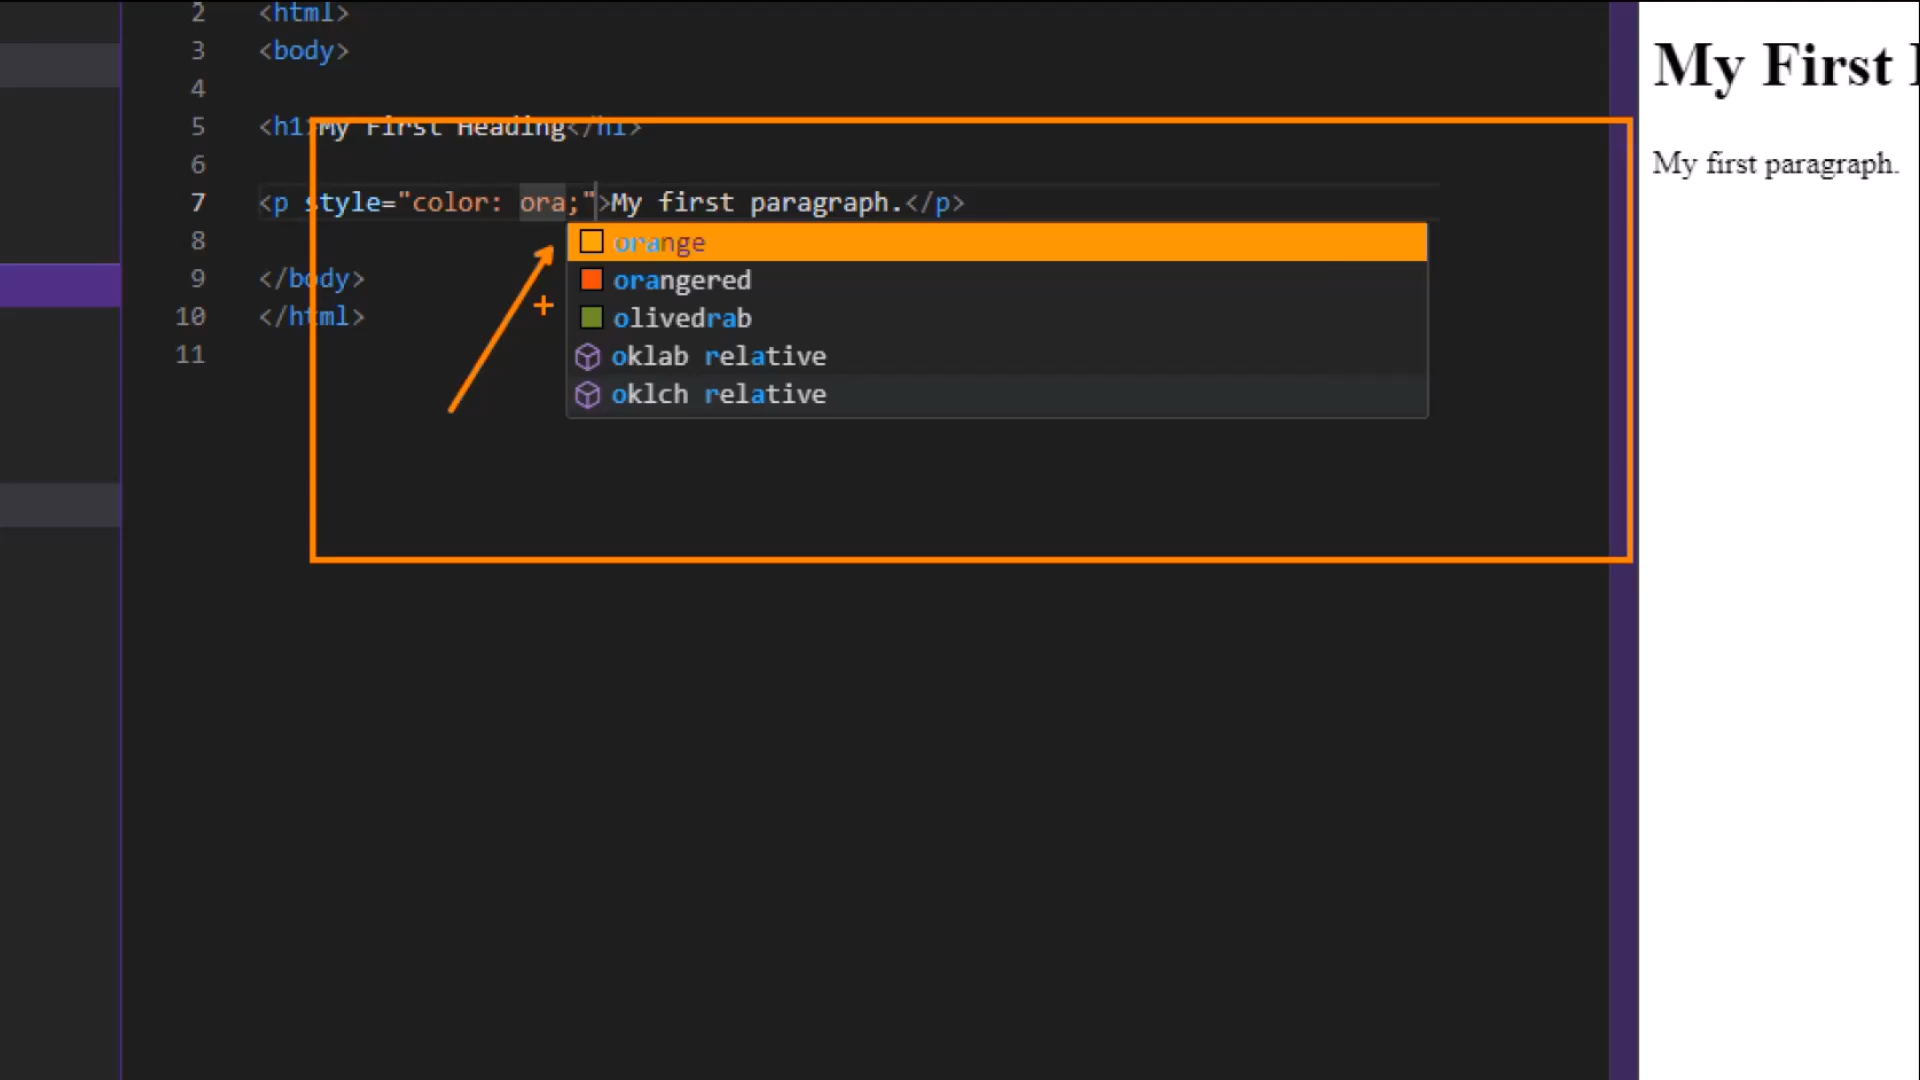 2 <html>
3 <body>
4
5 <h1>My First Heading</h1>
6
7 <p style="color: ora;">My first paragraph.</p>
orange
8
orangered
9 </body>
olivedrab
10 </html>
oklab relative
11
oklch relative
My First
My first paragraph.